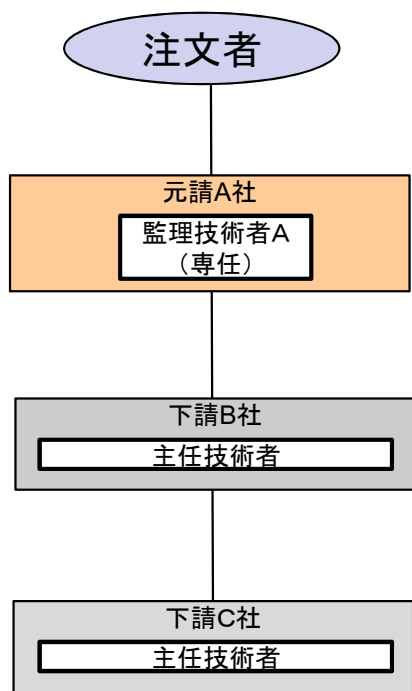 注文者
元請A社
監理技術者A
（専任）
下請B社
主任技術者
下請C社
主任技術者